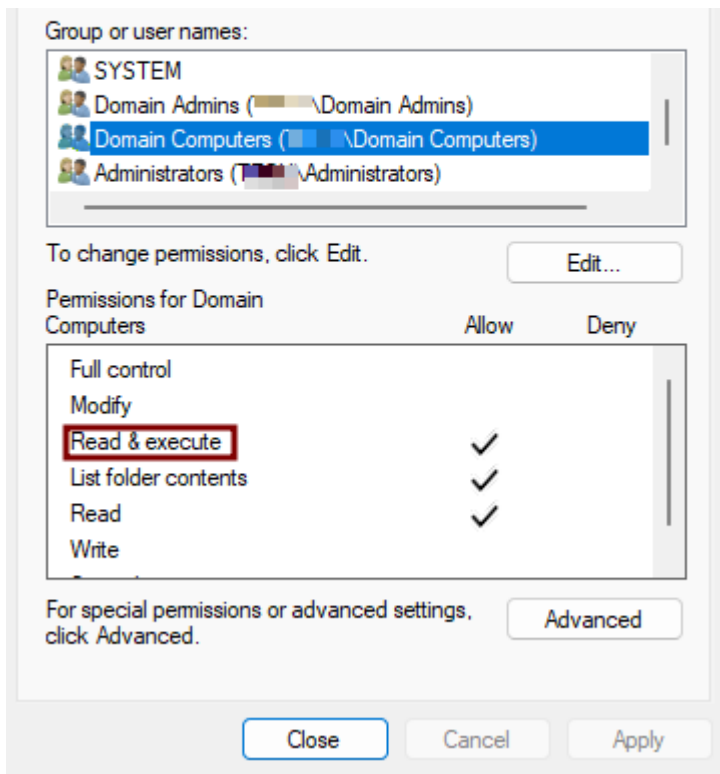 Group or user names:
SYSTEM
Domain Admins (\Domain Admins)
Domain Computers (\Domain Computers)
Administrators (\Administrators)
To change permissions, click Edit.
Edit...
Permissions for Domain
Computers
Allow
Deny
Full control
Modify
Read & execute
List folder contents
Read
Write
For special permissions or advanced settings,
click Advanced.
Advanced
Close
Cancel
Apply